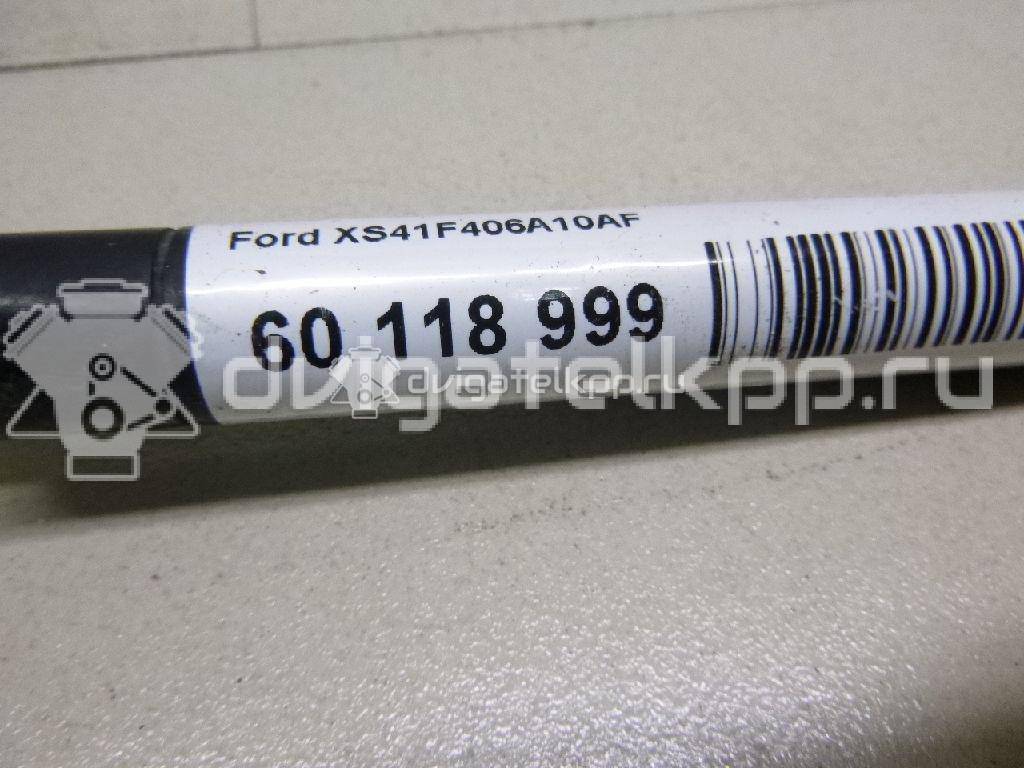 Ford XS41F406A10AF
60 118 999
dvigatelkpp.ru
dvigatelkpp.ru